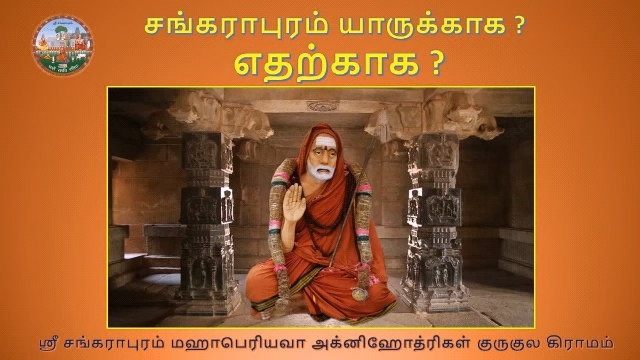 சங்கராபுரம் யாருக்காக ?
எதற்காக ?
ஸ்ரீ சங்கராபுரம் மஹாபெரியவா அக்னிஹோத்ரிகள் குருகுல கிராமம்